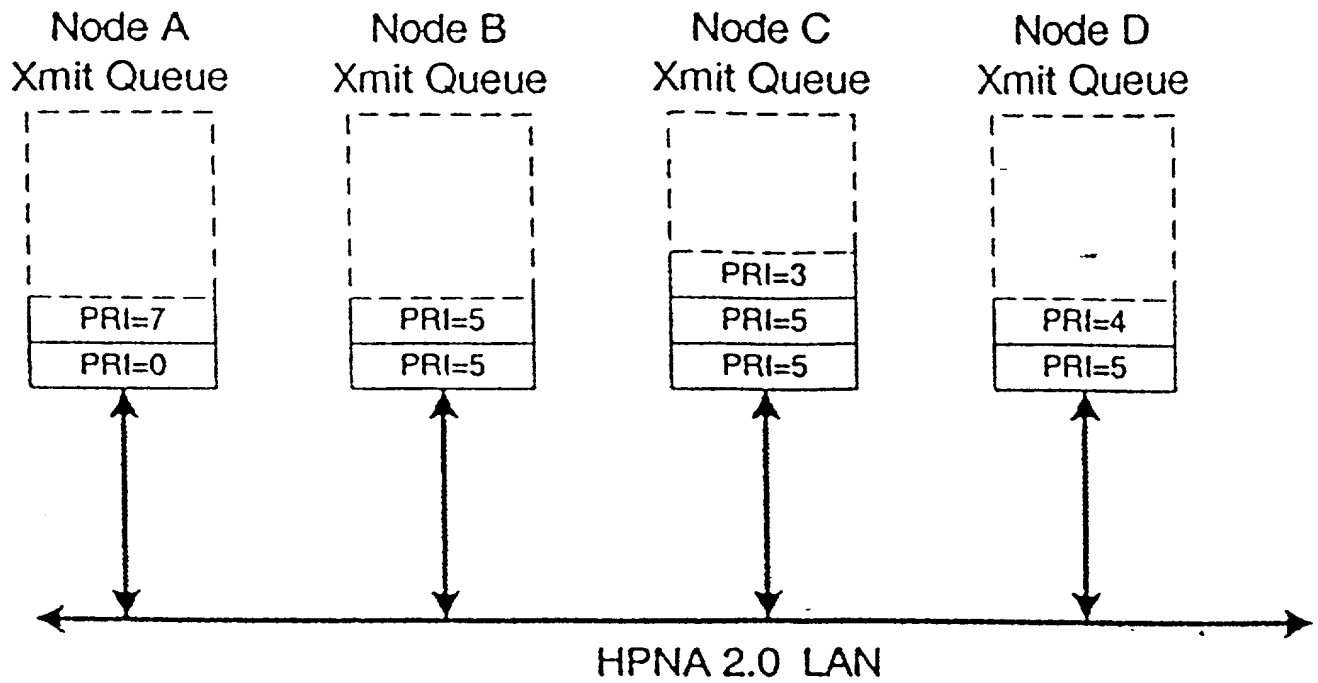 Node A
Xmit Queue
Node B
Xmit Queue
Node C
Xmit Queue
Node D
Xmit Queue
PRI=7
PRI=0
PRI=5
PRI=5
PRI=3
PRI=5
PRI=5
PRI=4
PRI=5
HPNA 2.0 LAN